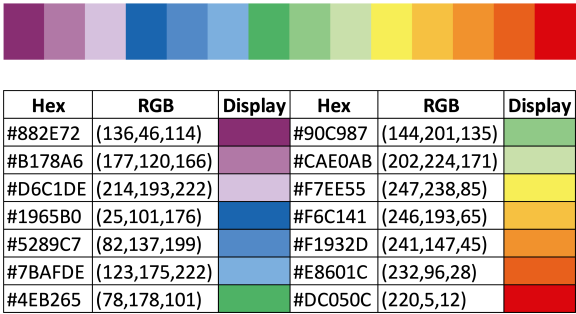 Hex RGB Display Hex RGB Display
#882E72 (136,46,114) #90C987 (144,201,135)
#B178A6 (177,120,166) #CAE0AB (202,224,171)
#D6C1DE (214,193,222) #F7EE55 (247,238,85)
#1965B0 (25,101,176) #F6C141 (246,193,65)
#5289C7 (82,137,199) #F1932D (241,147,45)
#7BAFDE (123,175,222) #E8601C (232,96,28)
#4EB265 (78,178,101) #DC050C (220,5,12)